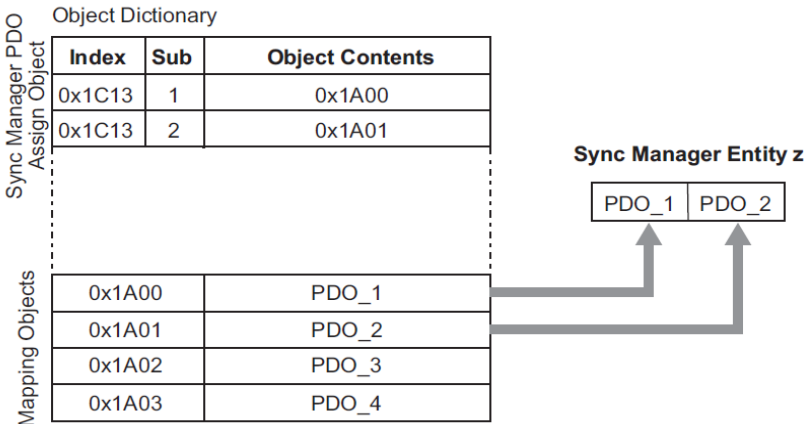 Object Dictionary
Sync Manager PDO
Assign Object
Index Sub Object Contents
0x1C13 1 0x1A00
0x1C13 2 0x1A01
Sync Manager Entity z
PDO_1 PDO_2
Mapping Objects
0x1A00 PDO_1
0x1A01 PDO_2
0x1A02 PDO_3
0x1A03 PDO_4